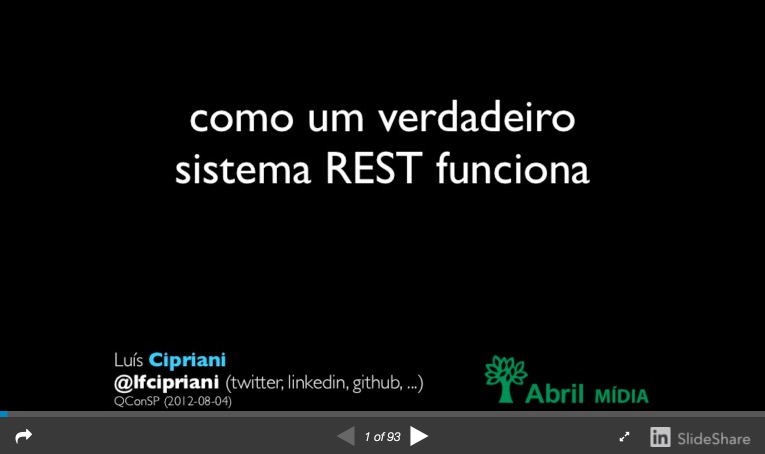 como um verdadeiro
sistema REST funciona
Luís Cipriani
@lfcipriani (twitter, linkedin, github, ...)
QConSP (2012-08-04)
Abril MÍDIA
1 of 93
in SlideShare